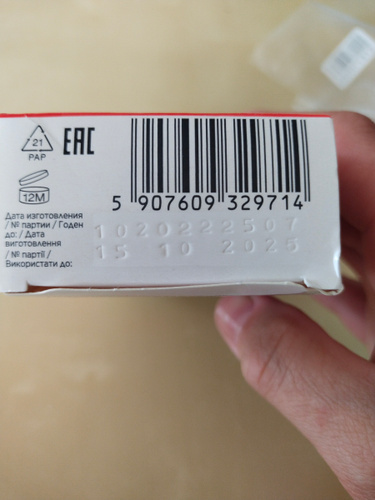 21
PAP
EAC
12M
5 907609 329714
Дата изготовления
/ № партии / Годен
до: / Дата
виготовлення
/ № партії /
Використати до:
1020222507
15 10 2025